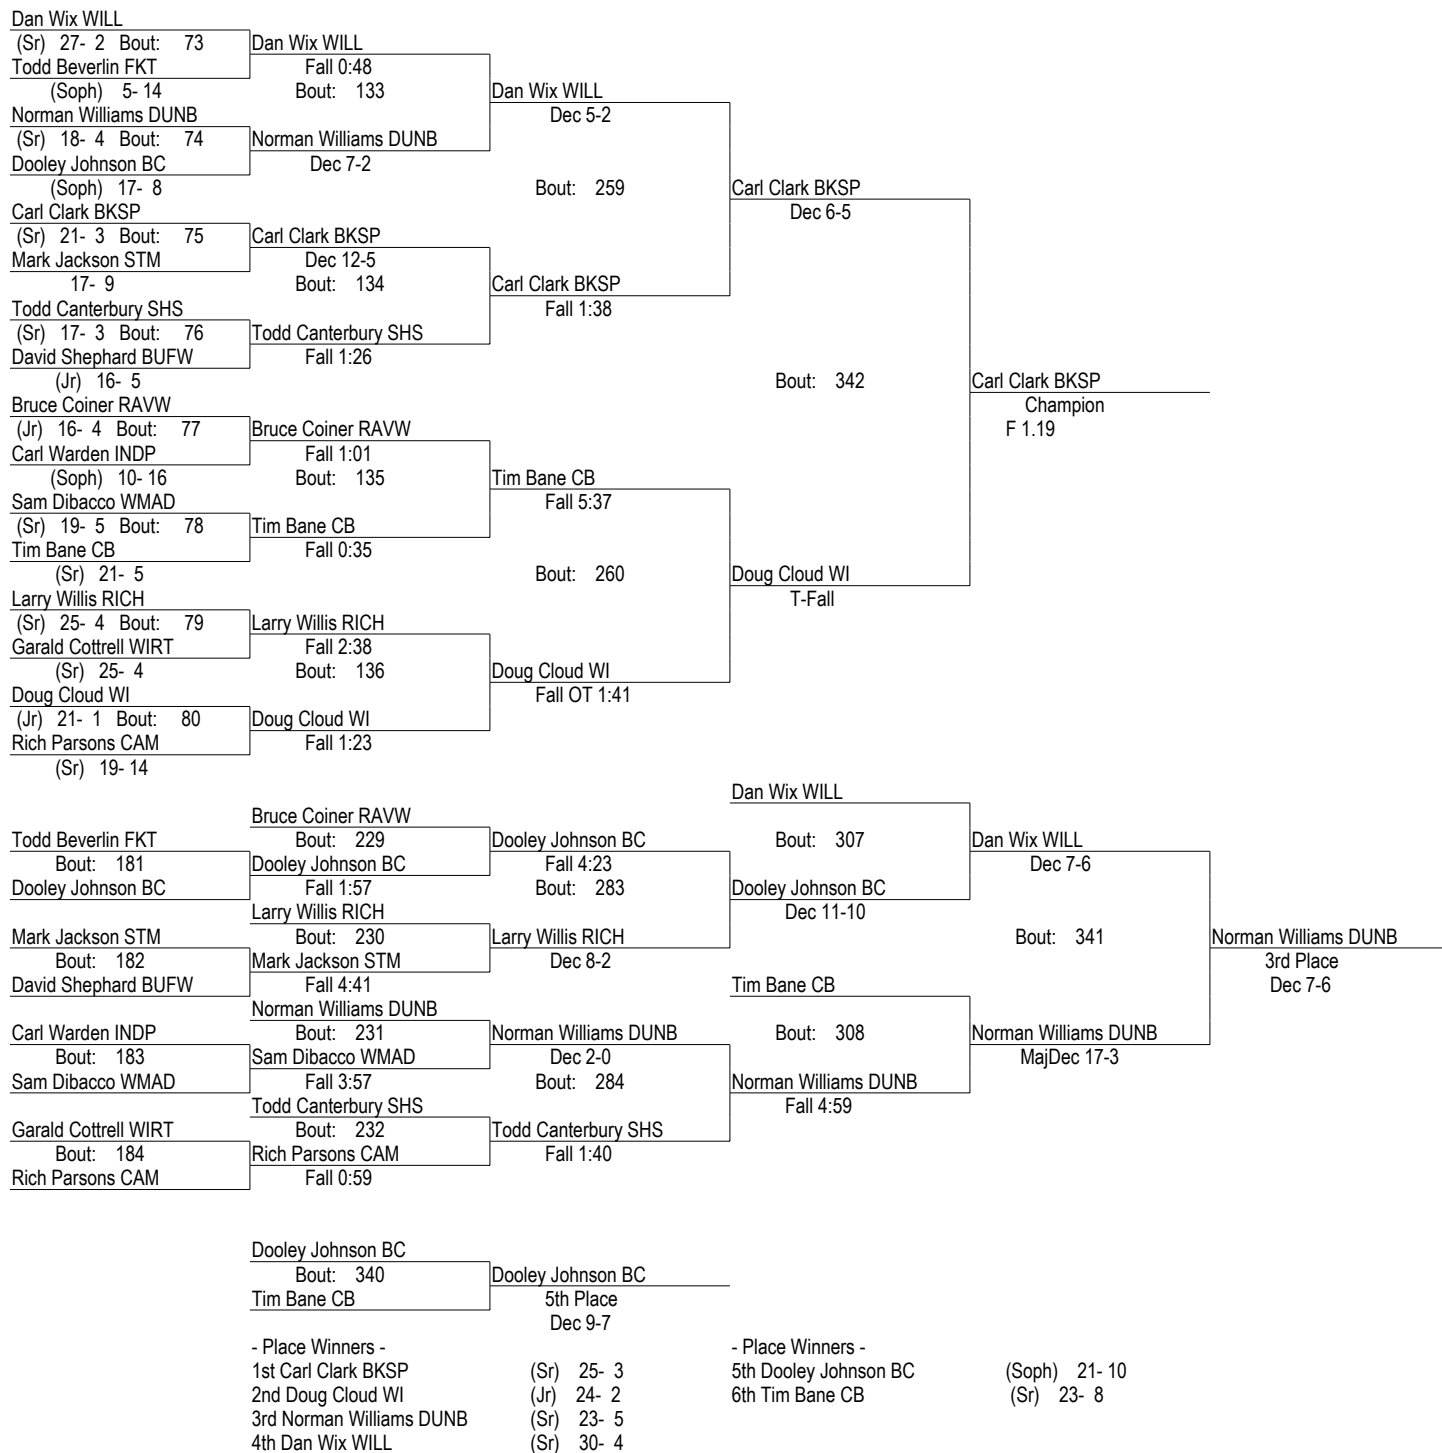 Dan Wix WILL
(Sr) 27- 2 Bout: 73 Dan Wix WILL
Todd Beverlin FKT Fall 0:48
(Soph) 5- 14 Bout: 133 Dan Wix WILL
Norman Williams DUNB Dec 5-2
(Sr) 18- 4 Bout: 74 Norman Williams DUNB
Dooley Johnson BC Dec 7-2
(Soph) 17- 8 Bout: 259 Carl Clark BKSP
Carl Clark BKSP Dec 6-5
(Sr) 21- 3 Bout: 75 Carl Clark BKSP
Mark Jackson STM Dec 12-5
17- 9 Bout: 134 Carl Clark BKSP
Todd Canterbury SHS Fall 1:38
(Sr) 17- 3 Bout: 76 Todd Canterbury SHS
David Shephard BUFW Fall 1:26
(Jr) 16- 5 Bout: 342 Carl Clark BKSP
Bruce Coiner RAVW Champion
(Jr) 16- 4 Bout: 77 Bruce Coiner RAVW F 1.19
Carl Warden INDP Fall 1:01
(Soph) 10- 16 Bout: 135 Tim Bane CB
Sam Dibacco WMAD Fall 5:37
(Sr) 19- 5 Bout: 78 Tim Bane CB
Tim Bane CB Fall 0:35
(Sr) 21- 5 Bout: 260 Doug Cloud WI
Larry Willis RICH T-Fall
(Sr) 25- 4 Bout: 79 Larry Willis RICH
Garald Cottrell WIRT Fall 2:38
(Sr) 25- 4 Bout: 136 Doug Cloud WI
Doug Cloud WI Fall OT 1:41
(Jr) 21- 1 Bout: 80 Doug Cloud WI
Rich Parsons CAM Fall 1:23
(Sr) 19- 14
Dan Wix WILL
Bruce Coiner RAVW
Todd Beverlin FKT Bout: 229 Dooley Johnson BC Bout: 307 Dan Wix WILL
Bout: 181 Dooley Johnson BC Fall 4:23 Dec 7-6
Dooley Johnson BC Fall 1:57 Bout: 283 Dooley Johnson BC
Larry Willis RICH Dec 11-10
Mark Jackson STM Bout: 230 Larry Willis RICH Bout: 341 Norman Williams DUNB
Bout: 182 Mark Jackson STM Dec 8-2 3rd Place
David Shephard BUFW Fall 4:41 Tim Bane CB Dec 7-6
Norman Williams DUNB
Carl Warden INDP Bout: 231 Norman Williams DUNB Bout: 308 Norman Williams DUNB
Bout: 183 Sam Dibacco WMAD Dec 2-0 MajDec 17-3
Sam Dibacco WMAD Fall 3:57 Bout: 284 Norman Williams DUNB
Todd Canterbury SHS Fall 4:59
Garald Cottrell WIRT Bout: 232 Todd Canterbury SHS
Bout: 184 Rich Parsons CAM Fall 1:40
Rich Parsons CAM Fall 0:59
Dooley Johnson BC
Bout: 340 Dooley Johnson BC
Tim Bane CB 5th Place
Dec 9-7
- Place Winners - - Place Winners -
1st Carl Clark BKSP (Sr) 25- 3 5th Dooley Johnson BC (Soph) 21- 10
2nd Doug Cloud WI (Jr) 24- 2 6th Tim Bane CB (Sr) 23- 8
3rd Norman Williams DUNB (Sr) 23- 5
4th Dan Wix WILL (Sr) 30- 4